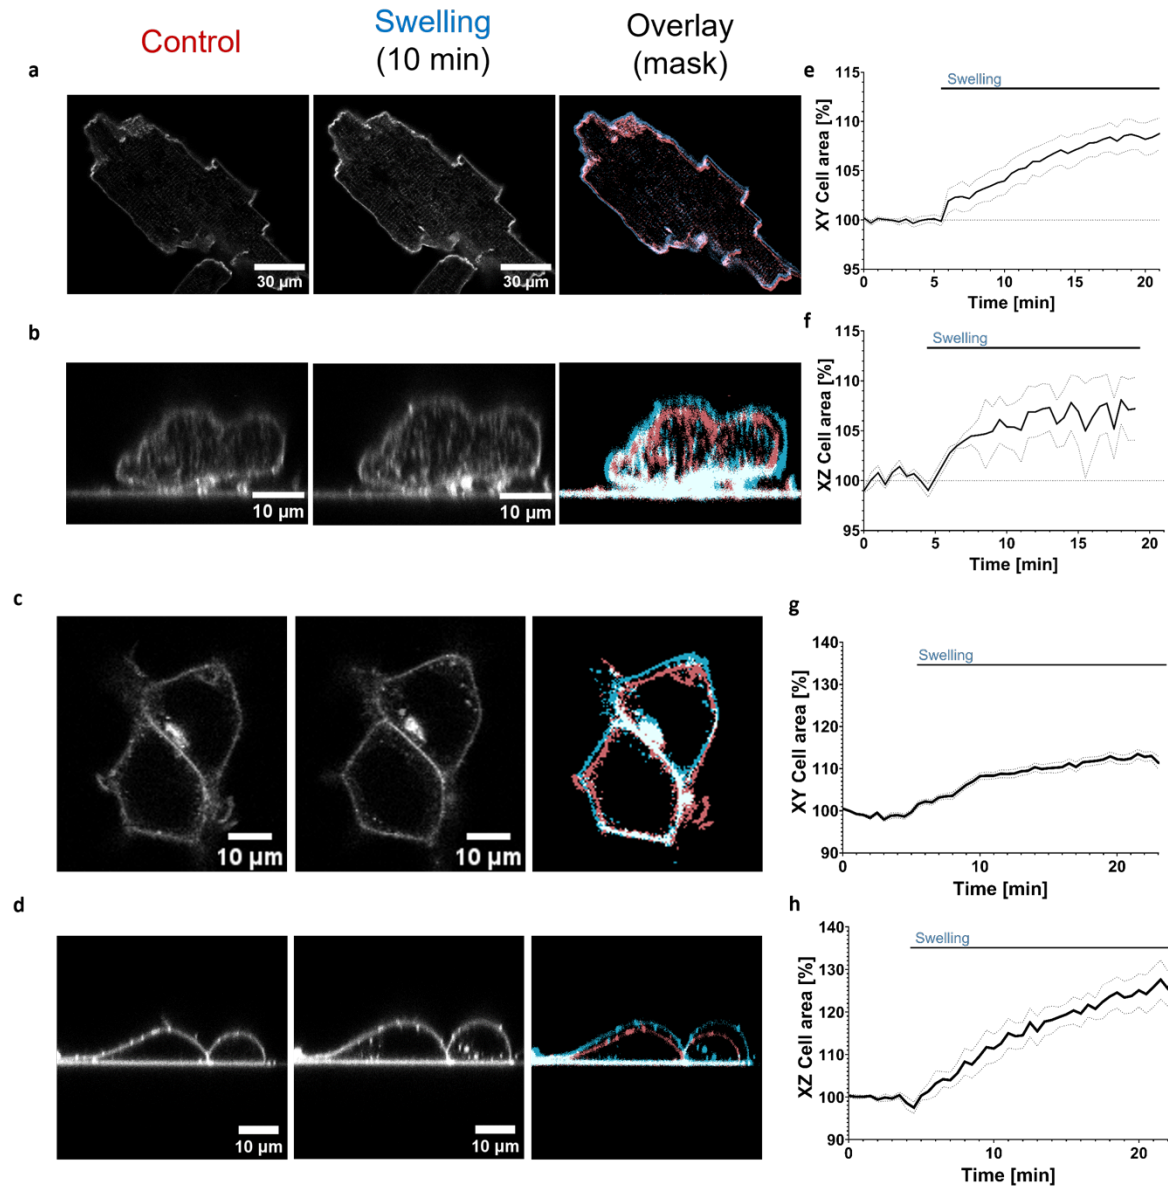 Control
Swelling
(10 min)
Overlay
(mask)
a
30 µm
30 µm
e
115
110
105
100
95
XY Cell area [%]
Swelling
0
5
10
15
20
Time [min]
b
10 µm
10 µm
f
115
110
105
100
95
XZ Cell area [%]
Swelling
0
5
10
15
20
Time [min]
c
10 µm
10 µm
g
140
130
120
110
100
90
XY Cell area [%]
Swelling
0
10
20
Time [min]
d
10 µm
10 µm
h
140
130
120
110
100
90
XZ Cell area [%]
Swelling
0
10
20
Time [min]